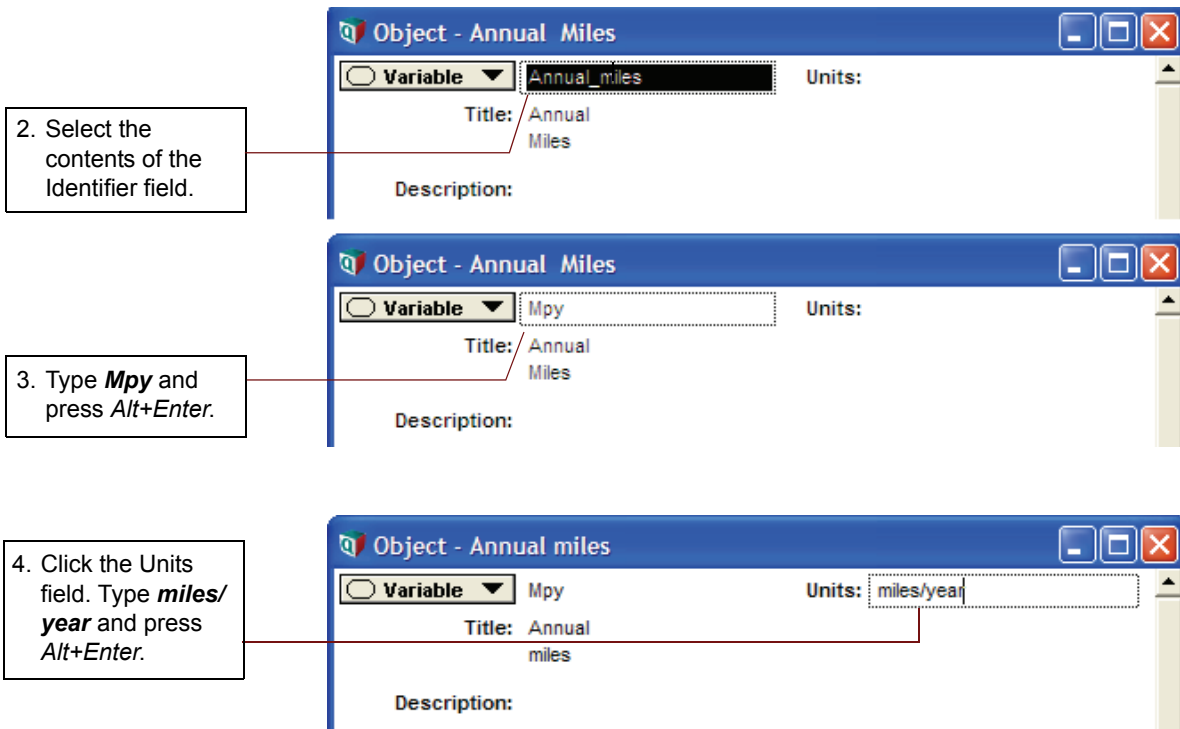 Object - Annual  Miles
Variable Annual_miles Units:
Title: Annual
Miles
Description:
2. Select the
contents of the
Identifier field.
Object - Annual  Miles
Variable Mpy Units:
Title: Annual
Miles
Description:
3. Type Mpy and
press Alt+Enter.
Object - Annual miles
Variable Mpy Units: miles/year
Title: Annual
miles
Description:
4. Click the Units
field. Type miles/
year and press
Alt+Enter.